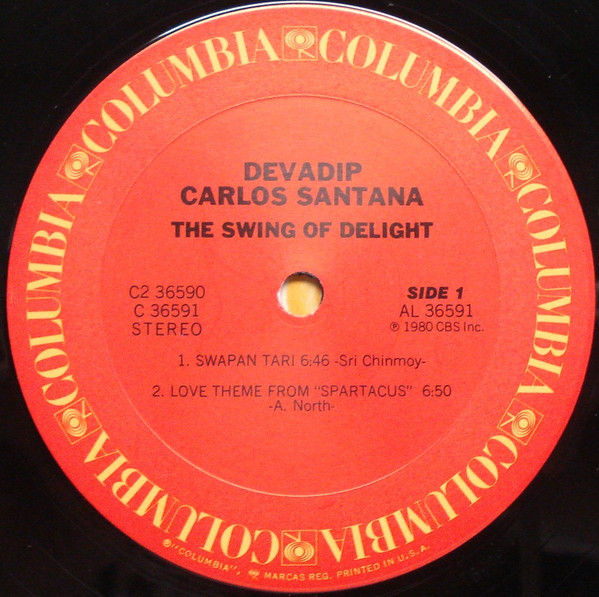 COLUMBIA COLUMBIA COLUMBIA COLUMBIA COLUMBIA COLUMBIA
DEVADIP
CARLOS SANTANA
THE SWING OF DELIGHT
C2 36590
C 36591
STEREO
SIDE 1
AL 36591
℗ 1980 CBS Inc.
1. SWAPAN TARI 6:46 -Sri Chinmoy-
2. LOVE THEME FROM "SPARTACUS" 6:50
-A. North-
®"COLUMBIA", MARCAS REG. PRINTED IN U.S.A.